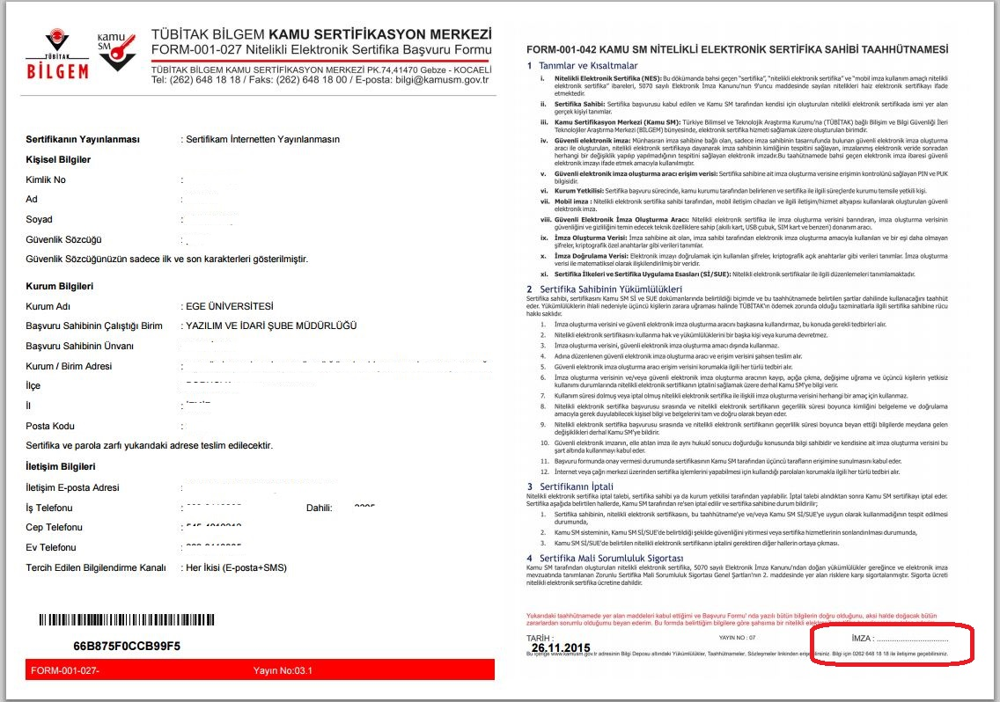 TÜBİTAK
BİLGEM
kamu
SM
TÜBİTAK BİLGEM KAMU SERTİFİKASYON MERKEZİ
FORM-001-027 Nitelikli Elektronik Sertifika Başvuru Formu
TÜBİTAK BİLGEM KAMU SERTİFİKASYON MERKEZİ PK.74,41470 Gebze - KOCAELİ
Tel: (262) 648 18 18 / Faks: (262) 648 18 00 / E-posta: bilgi@kamusm.gov.tr
Sertifikanın Yayınlanması : Sertifikam İnternetten Yayınlanmasın
Kişisel Bilgiler
Kimlik No :
Ad :
Soyad :
Güvenlik Sözcüğü :
Güvenlik Sözcüğünüzün sadece ilk ve son karakterleri gösterilmiştir.
Kurum Bilgileri
Kurum Adı : EGE ÜNİVERSİTESİ
Başvuru Sahibinin Çalıştığı Birim : YAZILIM VE İDARİ ŞUBE MÜDÜRLÜĞÜ
Başvuru Sahibinin Ünvanı
Kurum / Birim Adresi :
İlçe :
İl :
Posta Kodu :
Sertifika ve parola zarfı yukarıdaki adrese teslim edilecektir.
İletişim Bilgileri
İletişim E-posta Adresi :
İş Telefonu : Dahili:
Cep Telefonu :
Ev Telefonu :
Tercih Edilen Bilgilendirme Kanalı : Her İkisi (E-posta+SMS)
66B875F0CCB99F5
FORM-001-027- Yayin No:03.1
FORM-001-042 KAMU SM NİTELİKLİ ELEKTRONİK SERTİFİKA SAHİBİ TAAHHÜTNAMESİ
1 Tanımlar ve Kısaltmalar
i. Nitelikli Elektronik Sertifika (NES): Bu dökümanda bahsi geçen “sertifika”, “nitelikli elektronik sertifika” ve “mobil imza kullanım amaçlı nitelikli
elektronik sertifika” ibareleri, 5070 sayılı Elektronik İmza Kanunu'nun 9'uncu maddesinde sayılan nitelikleri haiz elektronik sertifikayı ifade
etmektedir.
ii. Sertifika Sahibi: Sertifika başvurusu kabul edilen ve Kamu SM tarafından kendisi için oluşturulan nitelikli elektronik sertifikada ismi yer alan
gerçek kişiyi tanımlar.
iii. Kamu Sertifikasyon Merkezi (Kamu SM): Türkiye Bilimsel ve Teknolojik Araştırma Kurumu'na (TÜBİTAK) bağlı Bilişim ve Bilgi Güvenliği İleri
Teknolojiler Araştırma Merkezi (BİLGEM) bünyesinde, elektronik sertifika hizmeti sağlamak üzere oluşturulan birimdir.
iv. Güvenli elektronik imza: Münhasıran imza sahibine bağlı olan, sadece imza sahibinin tasarrufunda bulunan güvenli elektronik imza oluşturma
aracı ile oluşturulan, nitelikli elektronik sertifikaya dayanarak imza sahibinin kimliğinin tespitini sağlayan, imzalanmış elektronik veride sonradan
herhangi bir değişiklik yapılıp yapılmadığının tespitini sağlayan elektronik imzadır.Bu taahhütnamede bahsi geçen elektronik imza ibaresi güvenli
elektronik imzayı ifade etmek amacıyla kullanılmıştır.
v. Güvenli elektronik imza oluşturma aracı erişim verisi: Sertifika sahibine ait imza oluşturma verisine erişimin kontrolünü sağlayan PIN ve PUK
bilgisidir.
vi. Kurum Yetkilisi: Sertifika başvuru sürecinde, kamu kurumu tarafından belirlenen ve sertifika ile ilgili süreçlerde kurumu temsile yetkili kişi.
vii. Mobil imza : Nitelikli elektronik sertifika sahibi tarafından, mobil iletişim cihazları ve ilgili iletişim/hizmet altyapısı kullanılarak oluşturulan güvenli
elektronik imza.
viii. Güvenli Elektronik İmza Oluşturma Aracı: Nitelikli elektronik sertifika ile imza oluşturma verisini barındıran, imza oluşturma verisinin
güvenliğini ve gizliliğini temin edecek teknik özelliklere sahip (akıllı kart, USB çubuk, SIM kart ve benzeri) donanım aracı.
ix. İmza Oluşturma Verisi: İmza sahibine ait olan, imza sahibi tarafından elektronik imza oluşturma amacıyla kullanılan ve bir eşi daha olmayan
şifreler, kriptografik özel anahtarlar gibi verileri tanımlar.
x. İmza Doğrulama Verisi: Elektronik imzayı doğrulamak için kullanılan şifreler, kriptografik açık anahtarlar gibi verileri tanımlar. İmza oluşturma
verisi ile matematiksel olarak ilişkilendirilmiş bir veridir.
xi. Sertifika İlkeleri ve Sertifika Uygulama Esasları (Sİ/SUE): Nitelikli elektronik sertifikalar ile ilgili düzenlemeleri tanımlamaktadır.
2 Sertifika Sahibinin Yükümlülükleri
Sertifika sahibi, sertifikasını Kamu SM Sİ ve SUE dokümanlarında belirtildiği biçimde ve bu taahhütnamede belirtilen şartlar dahilinde kullanacağını taahhüt
eder. Yükümlülüklerin ihlali nedeniyle üçüncü kişilerin zarara uğraması halinde TÜBİTAK'ın ödemek zorunda olduğu tazminatlarla ilgili sertifika sahibine rücu
hakkı saklıdır.
1. İmza oluşturma verisini ve güvenli elektronik imza oluşturma aracını başkasına kullandırmaz, bu konuda gerekli tedbirleri alır.
2. Nitelikli elektronik sertifikasını kullanma hak ve yükümlülüklerini bir başka kişi veya kuruma devretmez.
3. İmza oluşturma verisini, güvenli elektronik imza oluşturma amacı dışında kullanmaz.
4. Adına düzenlenen güvenli elektronik imza oluşturma aracı ve erişim verisini şahsen teslim alır.
5. Güvenli elektronik imza oluşturma aracı erişim verisini korumakla ilgili her türlü tedbiri alır.
6. İmza oluşturma verisinin ve/veya güvenli elektronik imza oluşturma aracının kayıp, açığa çıkma, değişime uğrama ve üçüncü kişilerin yetkisiz
kullanımı durumlarında nitelikli elektronik sertifikanın iptalini sağlamak üzere derhal Kamu SM'ye bilgi verir.
7. Kullanım süresi dolmuş veya iptal olmuş nitelikli elektronik sertifika ile ilişkili imza oluşturma verisini herhangi bir amaç için kullanmaz.
8. Nitelikli elektronik sertifika başvurusu sırasında ve nitelikli elektronik sertifikanın geçerlilik süresi boyunca kimliğini belgeleme ve doğrulama
amacıyla gerek duyulabilecek kişisel bilgi ve belgelerini tam ve doğru olarak beyan eder.
9. Nitelikli elektronik sertifika başvurusu sırasında ve nitelikli elektronik sertifikanın geçerlilik süresi boyunca beyan ettiği bilgilerde meydana gelen
değişiklikleri derhal Kamu SM'ye bildirir.
10. Güvenli elektronik imzanın, elle atılan imza ile aynı hukukî sonucu doğurduğu konusunda bilgi sahibidir ve kendisine ait imza oluşturma verisini bu
şart altında kullanmayı kabul eder.
11. Başvuru formunda onay vermesi durumunda sertifikasının Kamu SM tarafından üçüncü tarafların erişimine sunulmasını kabul eder.
12. İnternet veya çağrı merkezi üzerinden sertifika işlemlerini yapabilmesi için kullandığı parolaları korumakla ilgili her türlü tedbiri alır.
3 Sertifikanın İptali
Nitelikli elektronik sertifika iptal talebi, sertifika sahibi ya da kurum yetkilisi tarafından yapılabilir. İptal talebi alındıktan sonra Kamu SM sertifikayı iptal eder.
Sertifika aşağıda belirtilen hallerde, Kamu SM tarafından re'sen iptal edilir ve sertifika sahibine durum bildirilir;
1. Sertifika sahibinin, nitelikli elektronik sertifikasını, bu taahhütname'ye ve/veya Kamu SM Sİ/SUE'ye uygun olarak kullanmadığının tespit edilmesi
durumunda,
2. Kamu SM sisteminin, Kamu SM Sİ/SUE'de belirtildiği şekilde güvenliğini yitirmesi veya sertifika hizmetlerinin sonlandırılması durumunda,
3. Kamu SM Sİ/SUE'de belirtilen nitelikli elektronik sertifikanın iptalini gerektiren diğer hallerin ortaya çıkması.
4 Sertifika Mali Sorumluluk Sigortası
Kamu SM tarafından oluşturulan nitelikli elektronik sertifika, 5070 sayılı Elektronik İmza Kanunu'ndan doğan yükümlülük gereğince ve elektronik imza
mevzuatında tanımlanan Zorunlu Sertifika Mali Sorumluluk Sigortası Genel Şartları'nın 2. maddesinde yer alan risklere karşı sigortalanmıştır. Sigorta ücreti
nitelikli elektronik sertifika ücretine dahildir.
Yukarıdaki taahhütnamede yer alan maddeleri kabul ettiğimi ve Başvuru Formu' nda yazılı bütün bilgilerin doğru olduğunu, aksi halde doğacak bütün
zararlardan sorumlu olduğumu beyan ederim. Bu formda belirttiğim bilgilere göre şahsıma bir nitelikli
TARİH : YAYIN NO : 07 İMZA : ................................
26.11.2015
Bu içeriğe www.kamusm.gov.tr adresinin Bilgi Deposu altındaki Yükümlülükler, Taahhütnameler, Sözleşmeler linkinden erişebilirsiniz. Bilgi için 0262 648 18 18 ile iletişime geçebilirsiniz.